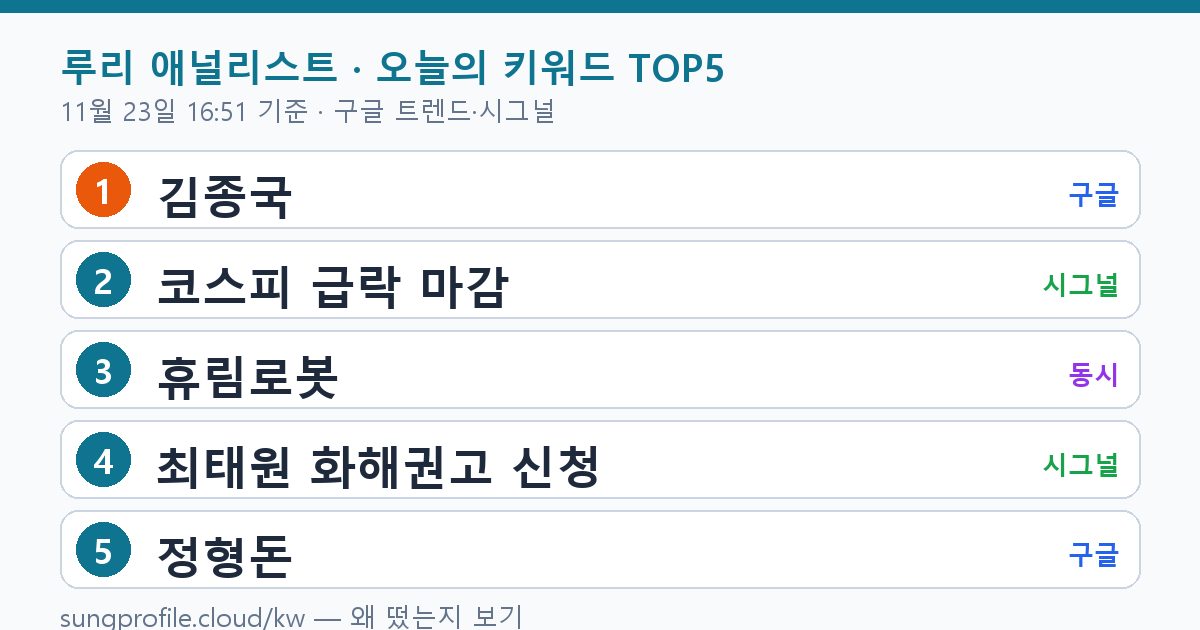 루리 애널리스트 · 오늘의 키워드 TOP5
11월 23일 16:51 기준 · 구글 트렌드·시그널
1 김종국 구글
2 코스피 급락 마감 시그널
3 휴림로봇 동시
4 최태원 화해권고 신청 시그널
5 정형돈 구글
sungprofile.cloud/kw — 왜 떴는지 보기